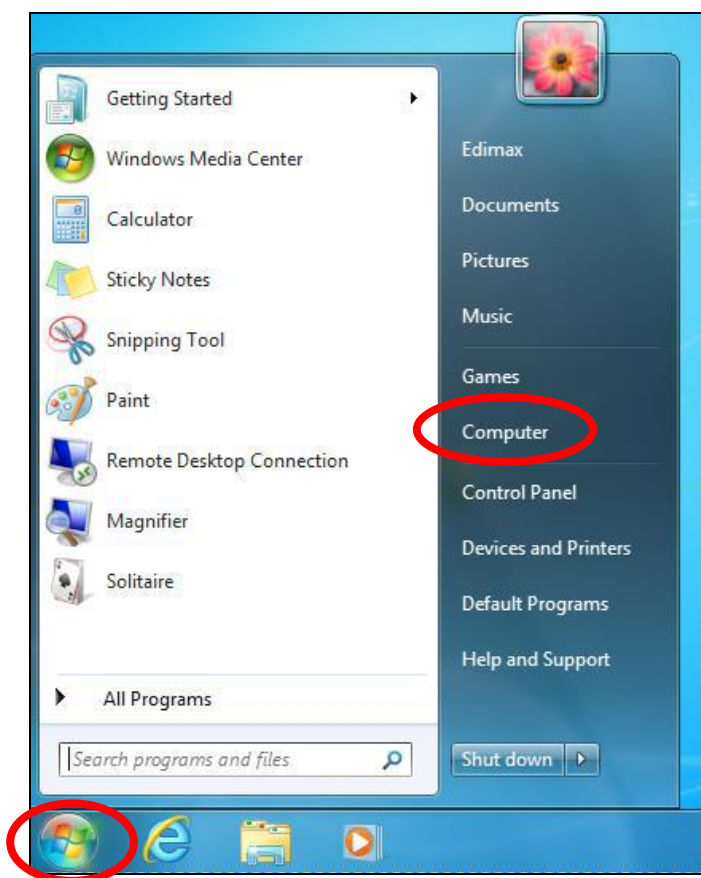 Getting Started
Windows Media Center
Calculator
Sticky Notes
Snipping Tool
Paint
Remote Desktop Connection
Magnifier
Solitaire
All Programs
Search programs and files
Edimax
Documents
Pictures
Music
Games
Computer
Control Panel
Devices and Printers
Default Programs
Help and Support
Shut down